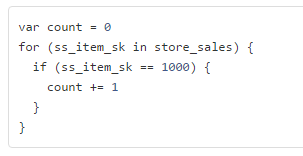 var count = 0
for (ss_item_sk in store_sales) {
  if (ss_item_sk == 1000) {
    count += 1
  }
}